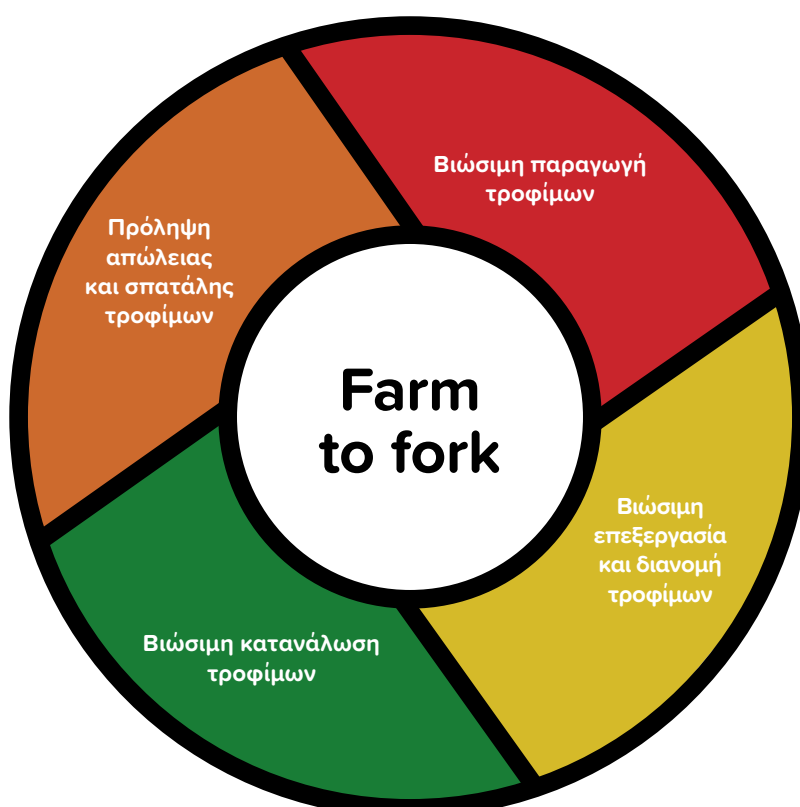 Βιώσιμη παραγωγή
τροφίμων
Πρόληψη
απώλειας
και σπατάλης
τροφίμων
Farm
to fork
Βιώσιμη
επεξεργασία
και διανομή
τροφίμων
Βιώσιμη κατανάλωση
τροφίμων